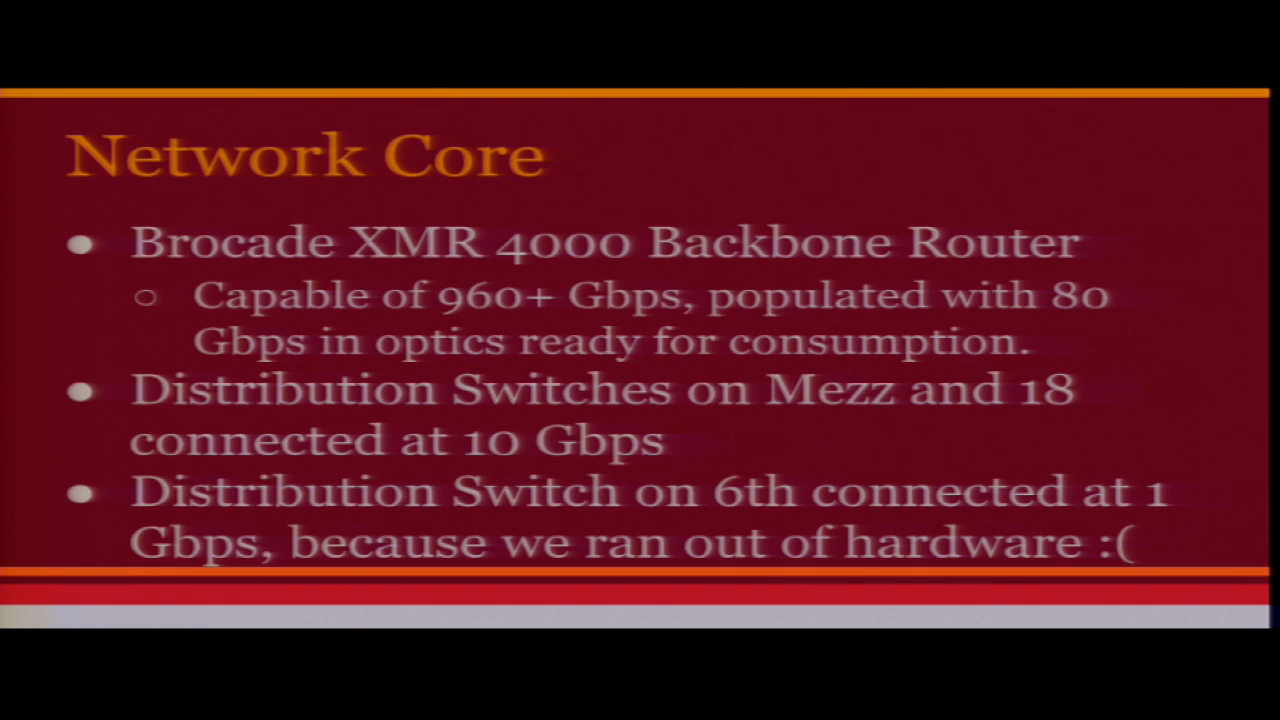 Network Core
● Brocade XMR 4000 Backbone Router
○ Capable of 960+ Gbps, populated with 80
Gbps in optics ready for consumption.
● Distribution Switches on Mezz and 18
connected at 10 Gbps
● Distribution Switch on 6th connected at 1
Gbps, because we ran out of hardware :(